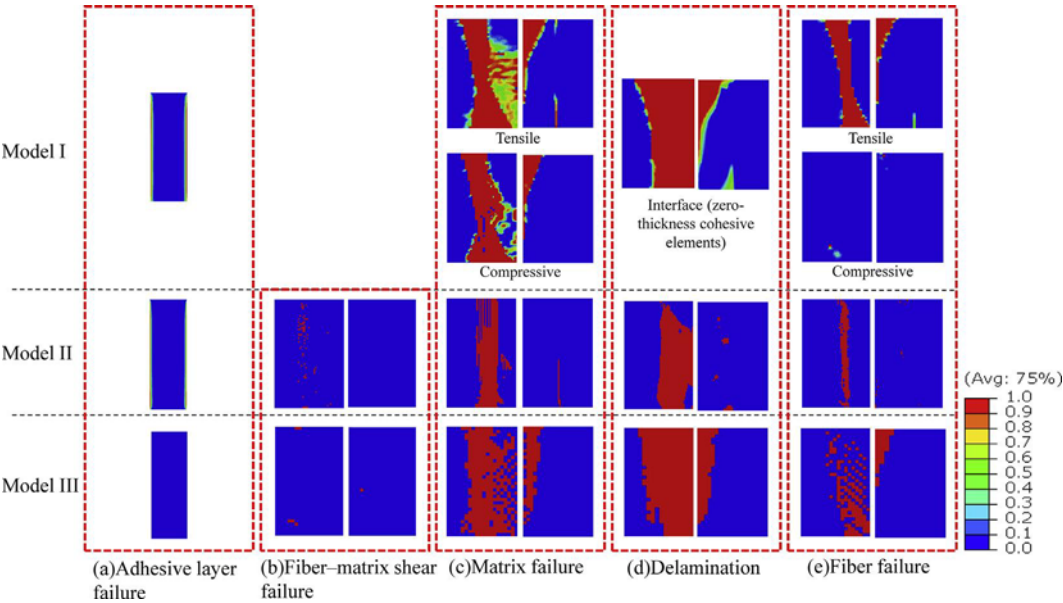 Tensile
Model I
Interface (zero-
thickness cohesive
elements)
Tensile
Compressive
Compressive
Model II
(Avg: 75%)
1.0
0.9
0.8
0.7
0.6
0.5
0.4
0.3
0.2
0.1
0.0
Model III
(a)Adhesive layer
failure
(b)Fiber–matrix shear
failure
(c)Matrix failure
(d)Delamination
(e)Fiber failure